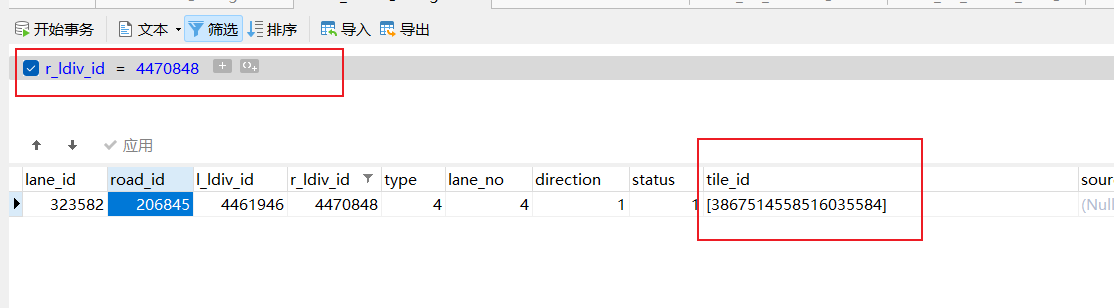 开始事务 文本 筛选 排序 导入 导出
r_ldiv_id = 4470848
应用
lane_id road_id l_ldiv_id r_ldiv_id type lane_no direction status tile_id sour
323582 206845 4461946 4470848 4 4 1 1 [3867514558516035584] (Null